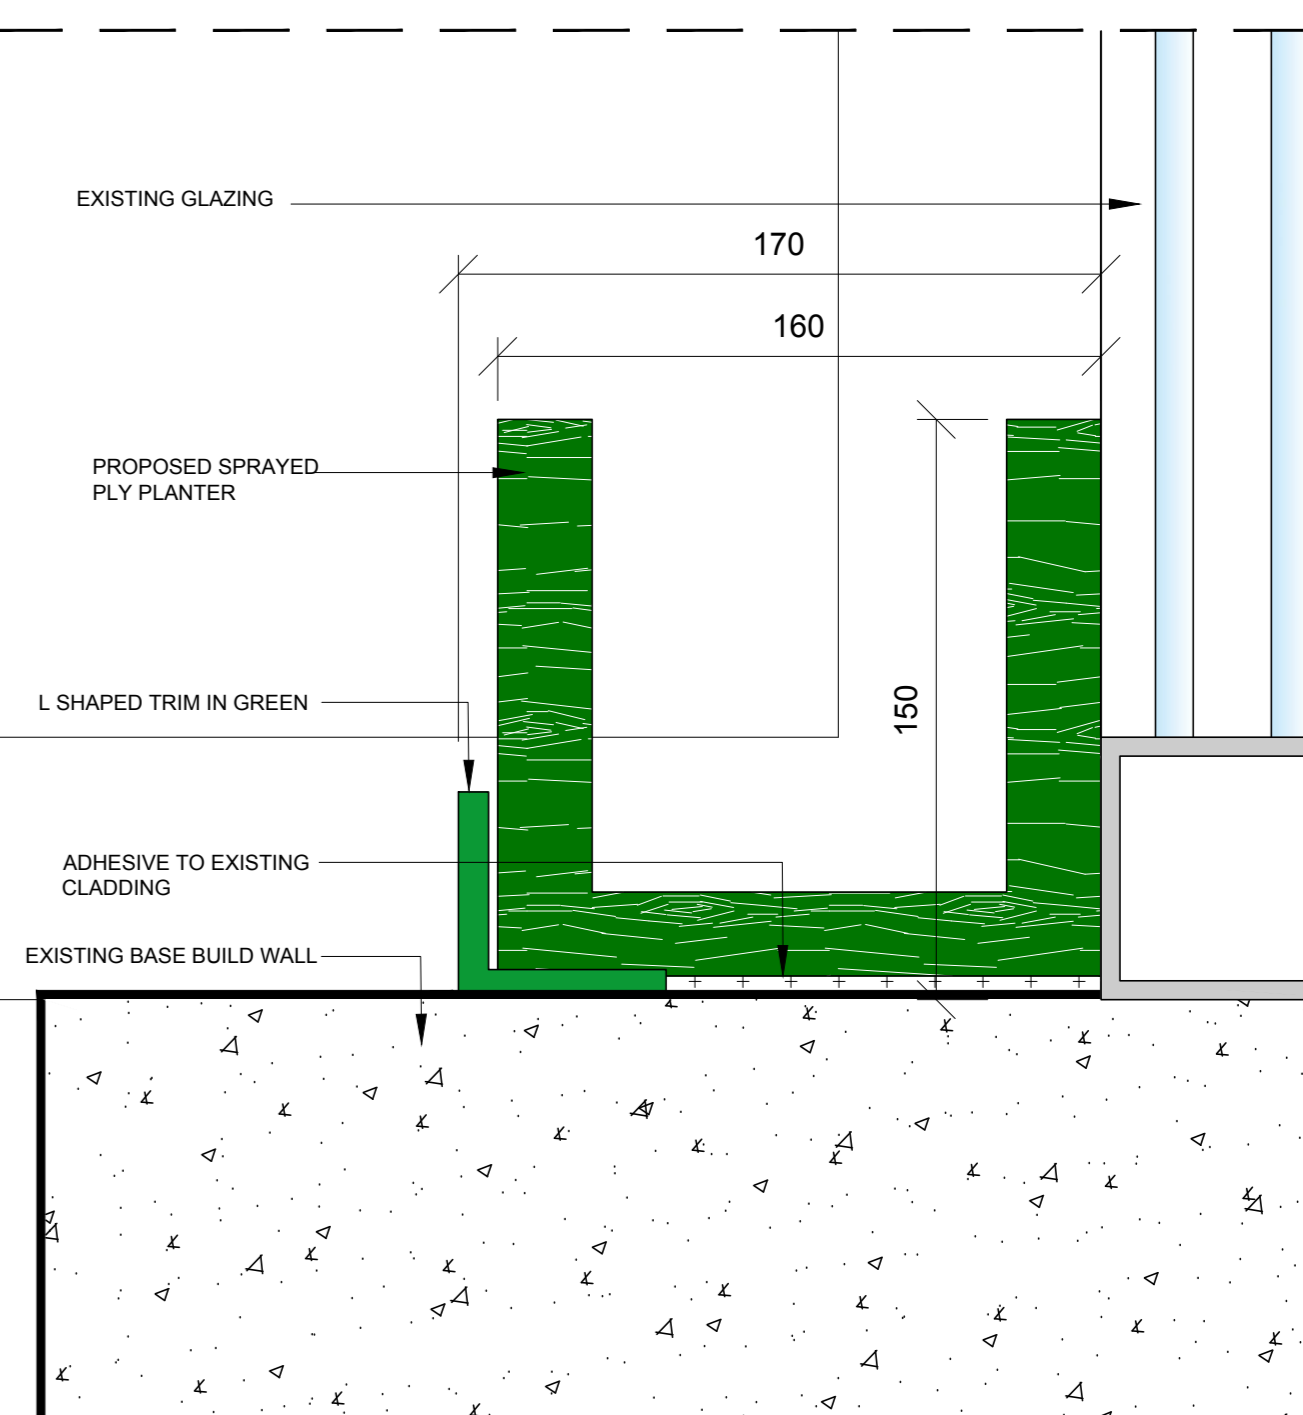 EXISTING GLAZING
170
160
PROPOSED SPRAYED
PLY PLANTER
150
L SHAPED TRIM IN GREEN
ADHESIVE TO EXISTING
CLADDING
EXISTING BASE BUILD WALL